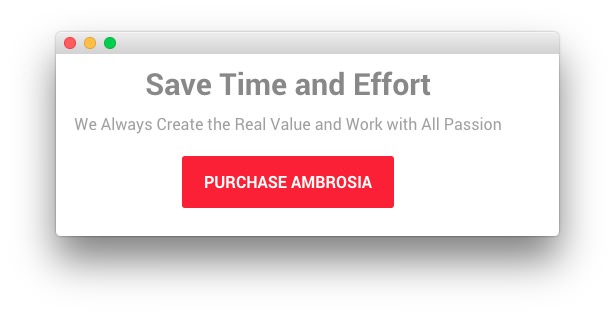 Save Time and Effort
We Always Create the Real Value and Work with All Passion
PURCHASE AMBROSIA